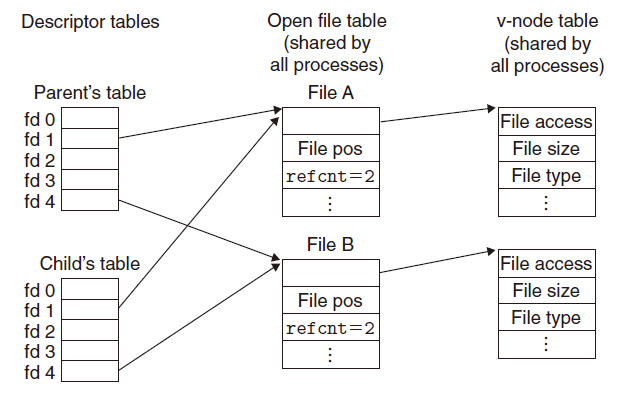 Descriptor tables
Open file table
(shared by
all processes)
v-node table
(shared by
all processes)
Parent's table
fd 0
fd 1
fd 2
fd 3
fd 4
File A
File pos
refcnt=2
⋮
File access
File size
File type
⋮
Child's table
fd 0
fd 1
fd 2
fd 3
fd 4
File B
File pos
refcnt=2
⋮
File access
File size
File type
⋮